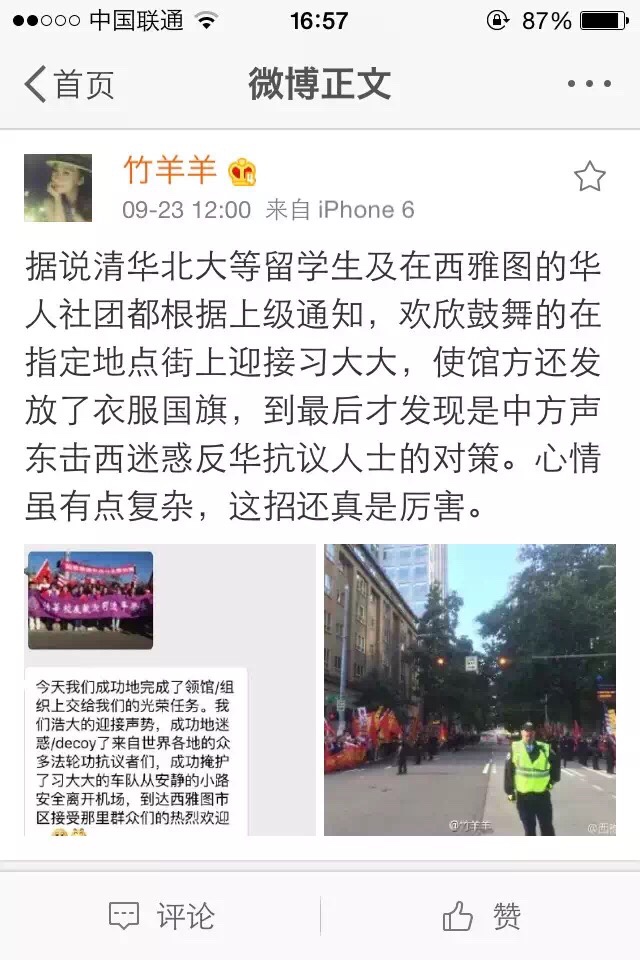 中国联通
16:57
87%
首页
微博正文
竹羊羊
09-23 12:00 来自 iPhone 6
据说清华北大等留学生及在西雅图的华
人社团都根据上级通知，欢欣鼓舞的在
指定地点街上迎接习大大，使馆方还发
放了衣服国旗，到最后才发现是中方声
东击西迷惑反华抗议人士的对策。心情
虽有点复杂，这招还真是厉害。
今天我们成功地完成了领馆/组
织上交给我们的光荣任务。我
们浩大的迎接声势，成功地迷
惑/decoy了来自世界各地的众
多法轮功抗议者们，成功掩护
了习大大的车队从安静的小路
安全离开机场，到达西雅图市
区接受那里群众们的热烈欢迎
@竹羊羊
评论
赞